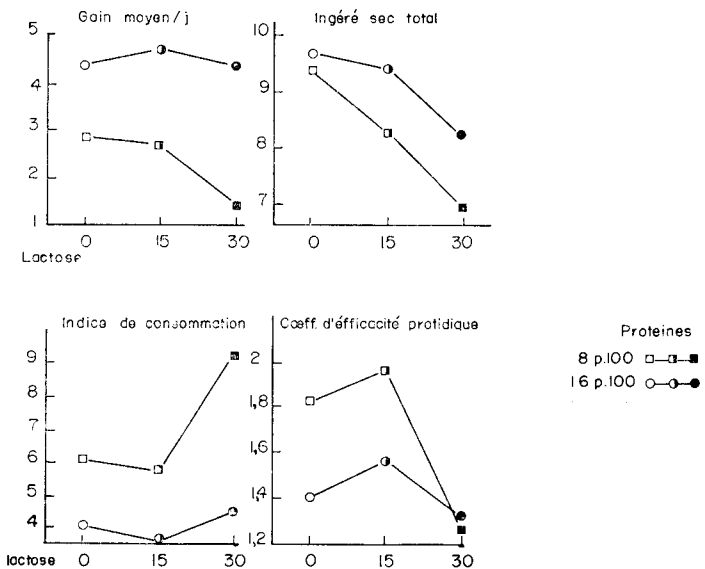 Gain moyen/j
5
4
3
2
1
0 15 30
Lactose
Ingéré sec total
10
9
8
7
0 15 30
Indice de consommation
9
8
7
6
5
4
lactose 0 15 30
Coeff. d'éfficacité protidique
2
1,8
1,6
1,4
1,2
0 15 30
Proteines
8 p.100
16 p.100